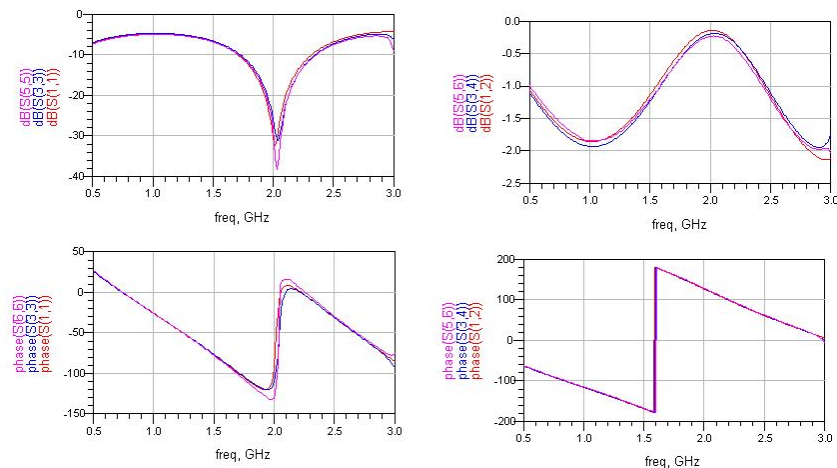 dB(S(5,5))
dB(S(3,3))
dB(S(1,1))
0
-10
-20
-30
-40
0.5 1.0 1.5 2.0 2.5 3.0
freq, GHz
dB(S(5,6))
dB(S(3,4))
dB(S(1,2))
0.0
-0.5
-1.0
-1.5
-2.0
-2.5
0.5 1.0 1.5 2.0 2.5 3.0
freq, GHz
phase(S(6,6))
phase(S(3,3))
phase(S(1,1))
50
0
-50
-100
-150
0.5 1.0 1.5 2.0 2.5 3.0
freq, GHz
phase(S(5,6))
phase(S(3,4))
phase(S(1,2))
200
100
0
-100
-200
0.5 1.0 1.5 2.0 2.5 3.0
freq, GHz